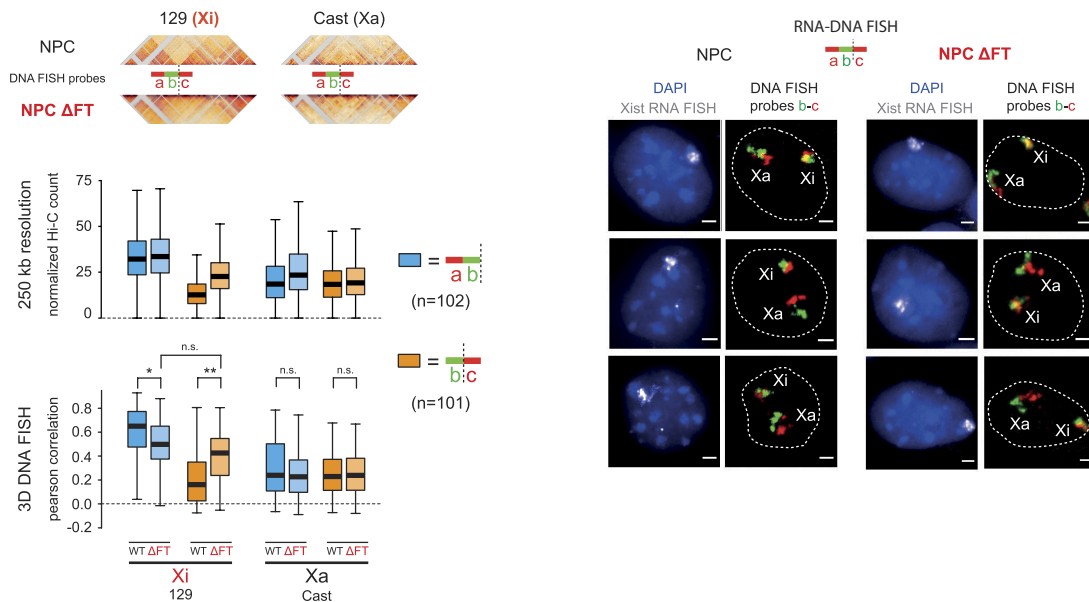 129 (Xi)
Cast (Xa)
NPC
DNA FISH probes
a b c
a b c
NPC ΔFT
250 kb resolution
normalized Hi-C count
75
50
25
0
= a b
(n=102)
= b c
(n=101)
3D DNA FISH
pearson correlation
0.8
0.6
0.4
0.2
0.0
-0.2
n.s.
* ** n.s. n.s.
WT ΔFT WT ΔFT WT ΔFT WT ΔFT
Xi
129
Xa
Cast
RNA-DNA FISH
a b c
NPC
NPC ΔFT
DAPI
Xist RNA FISH
DNA FISH
probes b-c
DAPI
Xist RNA FISH
DNA FISH
probes b-c
Xa Xi
Xi
Xa
Xi
Xa
Xa
Xi
Xi
Xa
Xa
Xi